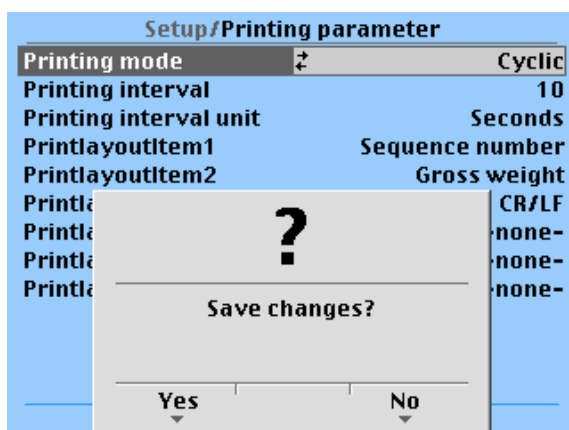 Setup/Printing parameter
Printing mode Cyclic
Printing interval 10
Printing interval unit Seconds
PrintlayoutItem1 Sequence number
PrintlayoutItem2 Gross weight
CR/LF
-none-
-none-
-none-
?
Save changes?
Yes No